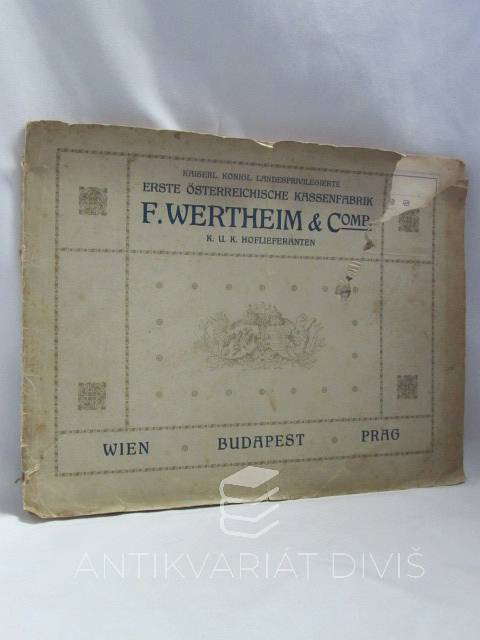 KAISERL. KÖNIGL. LANDESPRIVILEGIERTE
ERSTE ÖSTERREICHISCHE KASSENFABRIK
F. WERTHEIM & COMP.
K. U. K. HOFLIEFERANTEN
WIEN BUDAPEST PRAG
ANTIKVARIÁT DIVIŠ